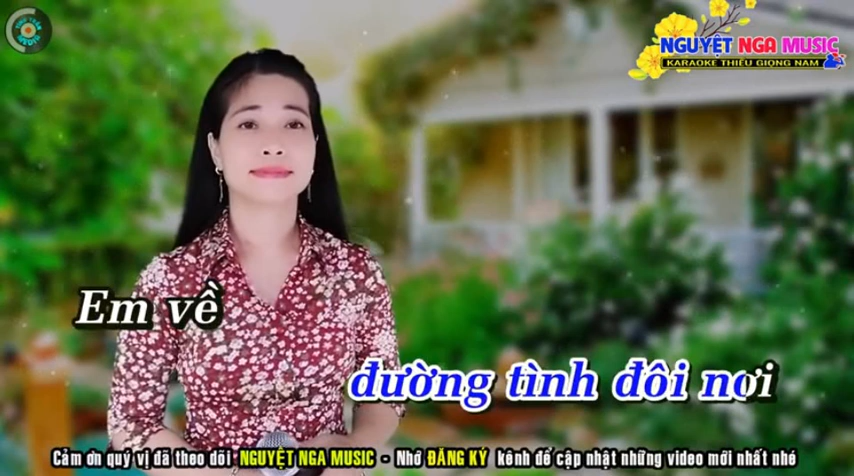 NGUYỆT NGA MUSIC
KARAOKE THIẾU GIỌNG NAM
Em về
đường tình đôi nơi
Cảm ơn quý vị đã theo dõi NGUYỆT NGA MUSIC - Nhớ ĐĂNG KÝ kênh để cập nhật những video mới nhất nhé